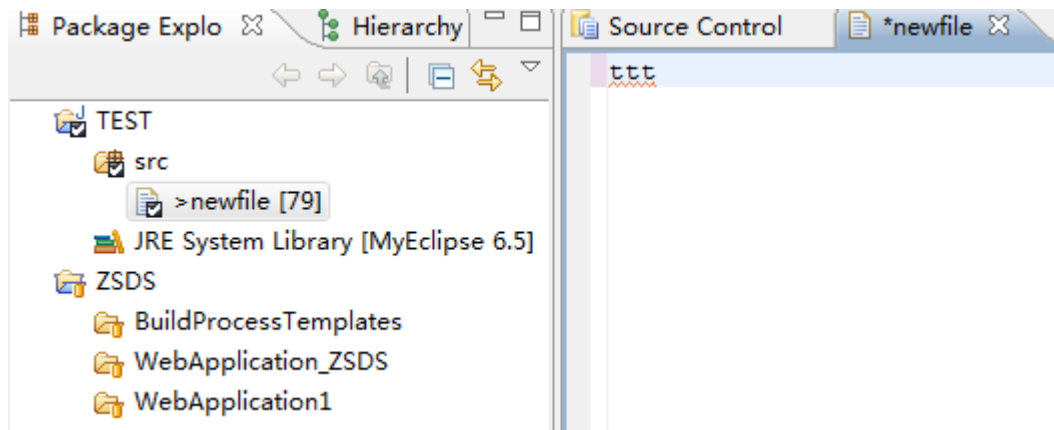 Package Explo
Hierarchy
Source Control
*newfile
TEST
src
>newfile [79]
JRE System Library [MyEclipse 6.5]
ZSDS
BuildProcessTemplates
WebApplication_ZSDS
WebApplication1
ttt